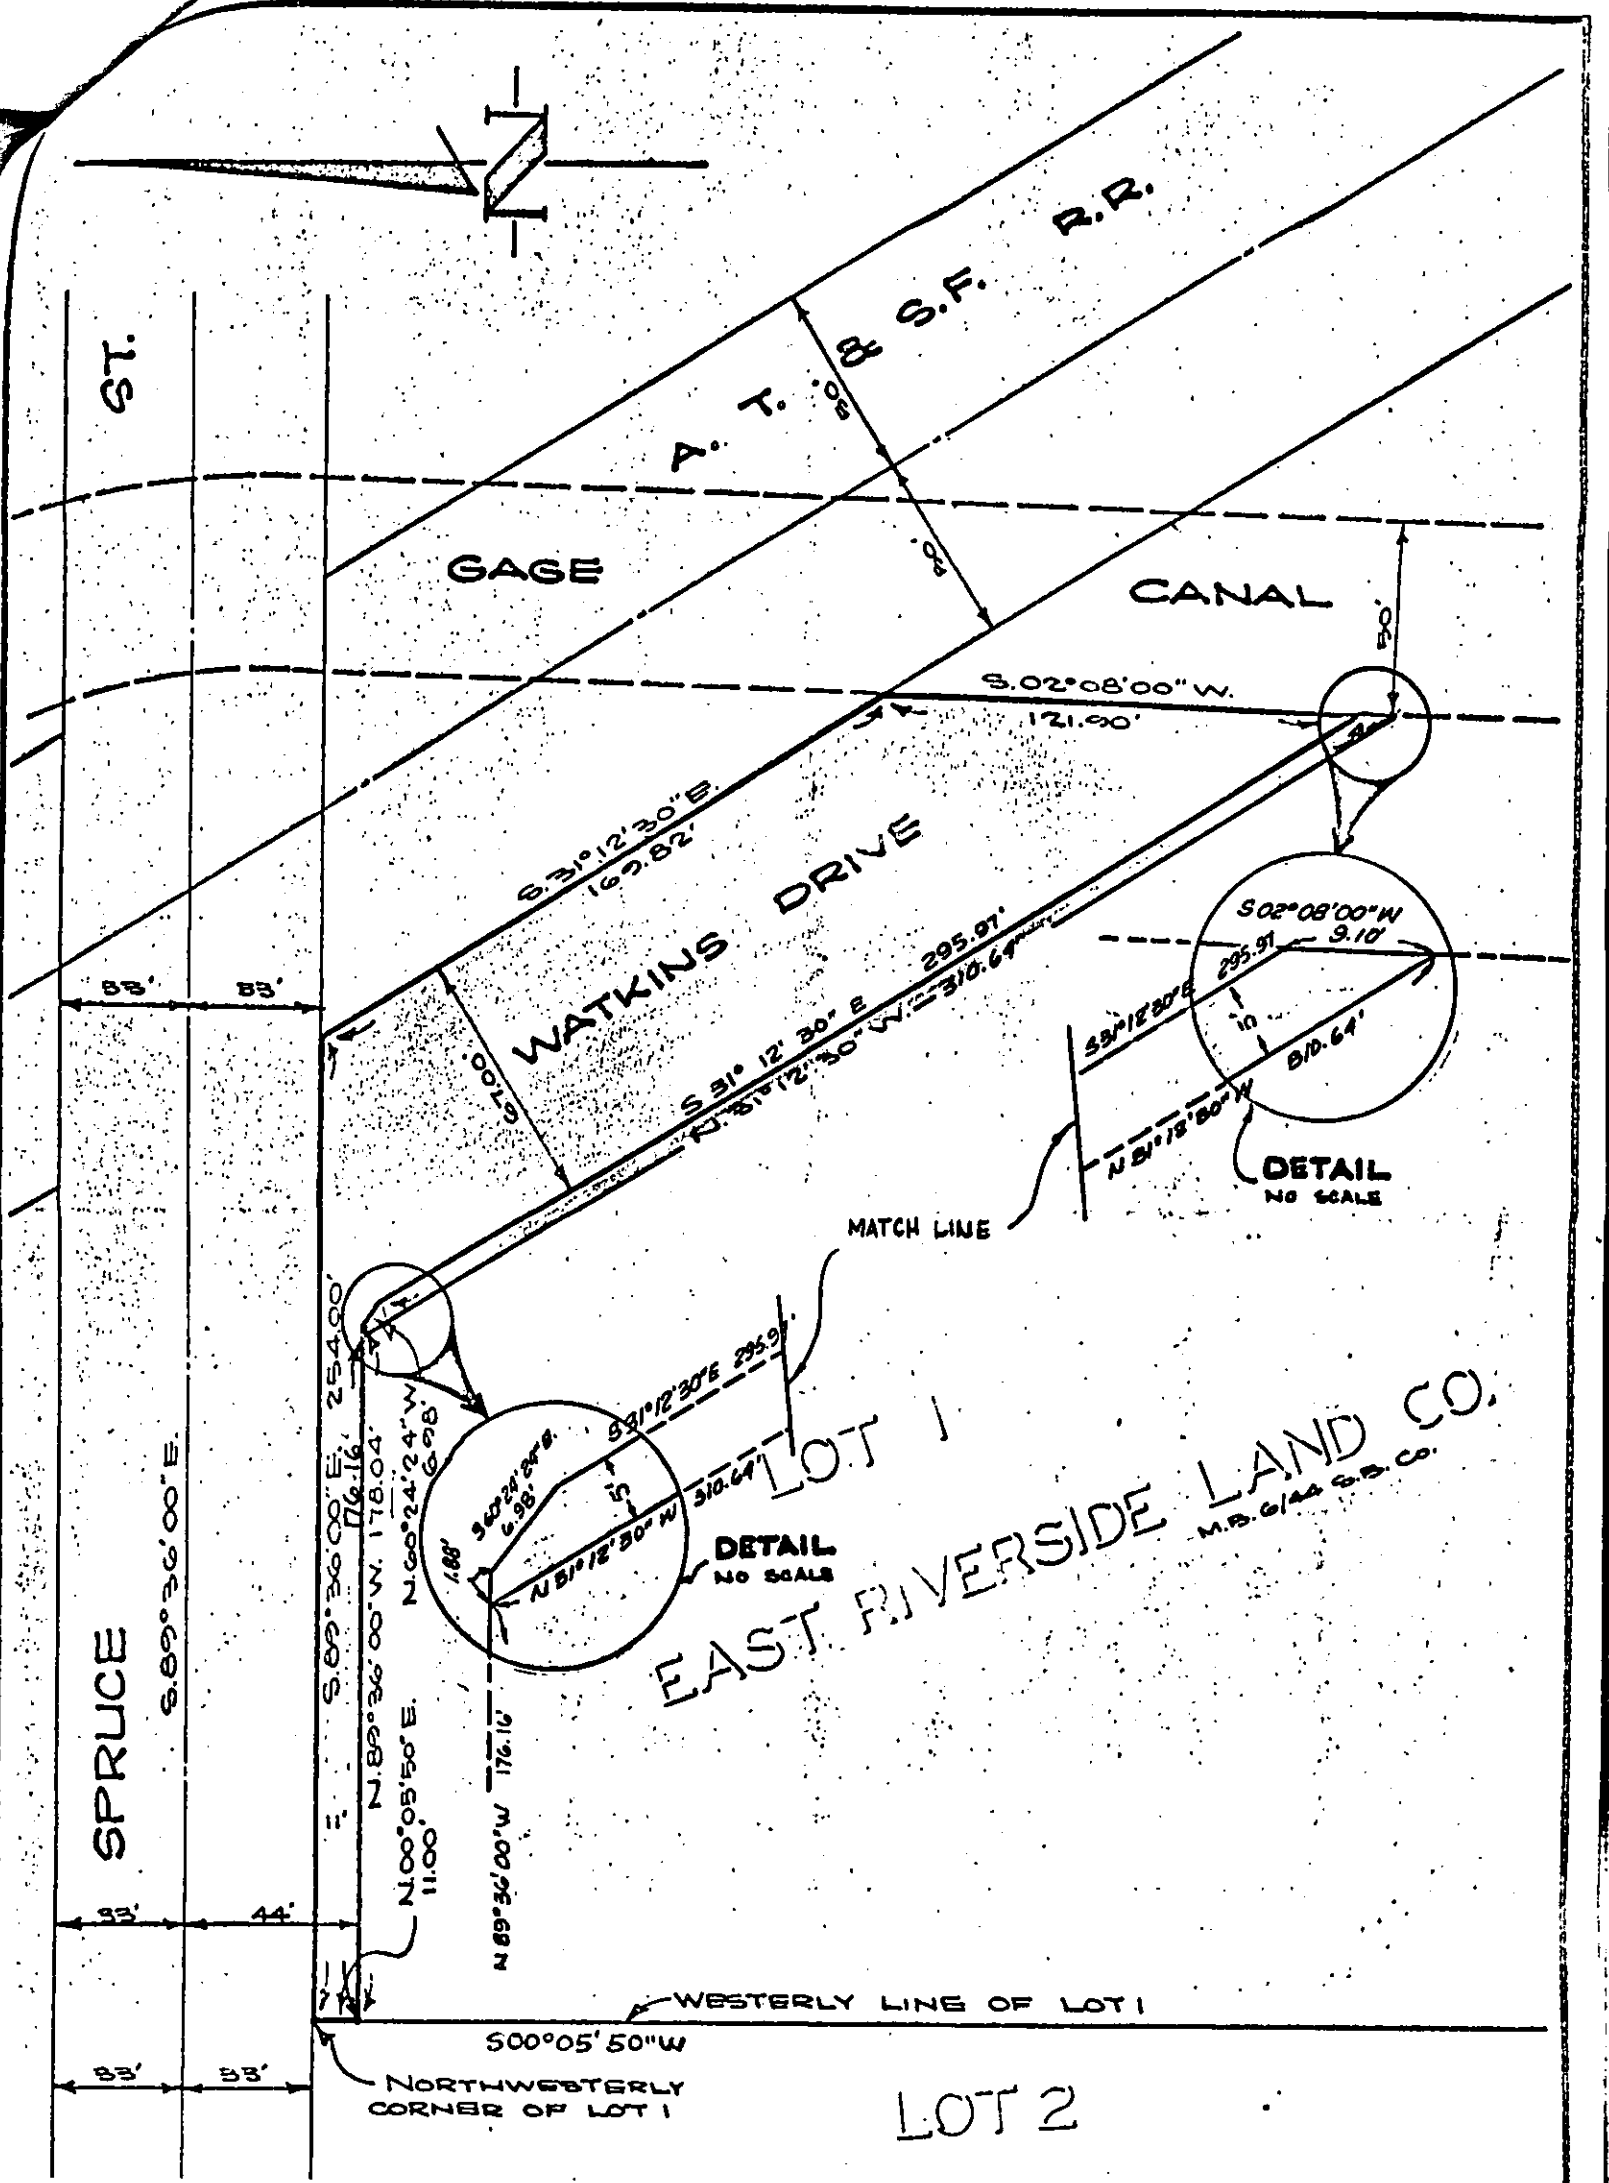 N
ST.
A. T. & S.F. R.R.
50'
50'
GAGE
CANAL
50'
S.02°08'00"W.
121.90'
S.31°12'30"E.
169.82'
WATKINS DRIVE
67.00'
S 31° 12' 30" E 295.97'
N.31°12'30"W.=310.64'
33'
33'
S02°08'00"W
9.10'
S31°12'30"E 295.97
5'
N 31°12'30"W 310.64'
DETAIL
NO SCALE
MATCH LINE
S.89°36'00"E. 254.00'
176.16'
N.89°36'00"W. 178.04'
N.60°24'24"W
6.98'
S60°24'24"E.
6.98'
1.88'
S31°12'30"E 295.97'
5'
N 31°12'30" W 310.64'
DETAIL
NO SCALE
N 89°36'00"W 176.16'
LOT 1
EAST RIVERSIDE LAND CO.
M.B. 6/44 S.B. CO.
SPRUCE
S.89°36'00"E.
N.00°05'50"E.
11.00'
33'
44'
WESTERLY LINE OF LOT 1
S00°05'50"W
33'
33'
NORTHWESTERLY
CORNER OF LOT 1
LOT 2